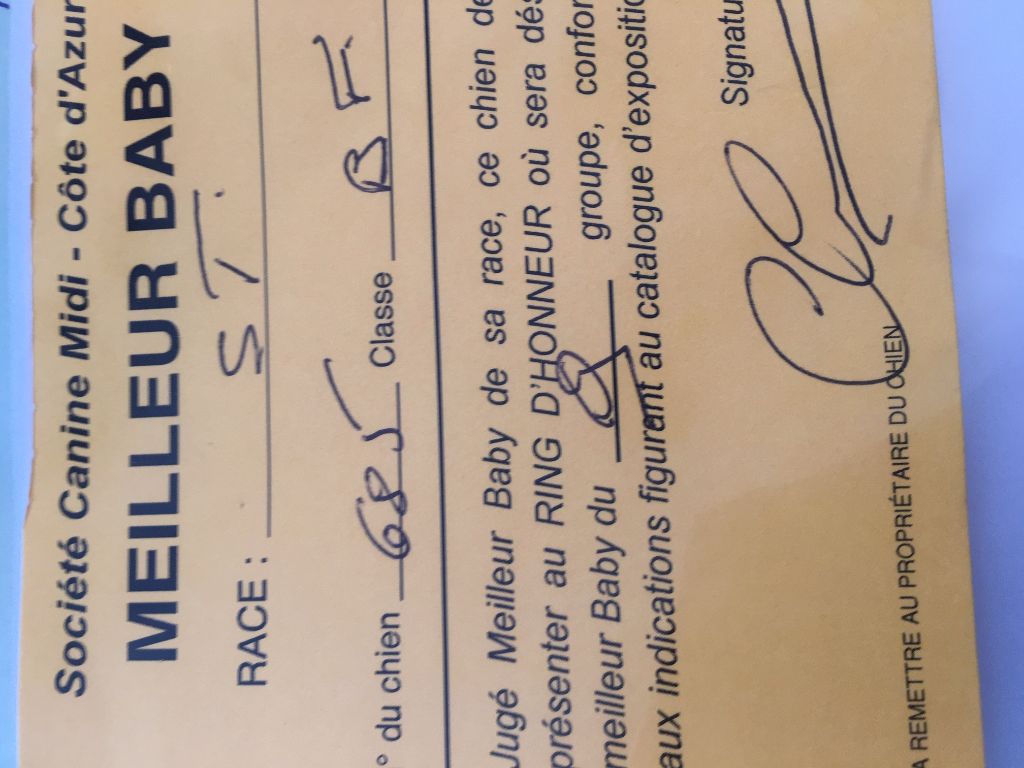 Société Canine Midi - Côte d'Azur
MEILLEUR BABY
RACE : ST.
° du chien 685 Classe BF.
Jugé Meilleur Baby de sa race, ce chien de
présenter au RING D'HONNEUR où sera dés
meilleur Baby du groupe, confor
aux indications figurant au catalogue d'expositio
Signatu
A REMETTRE AU PROPRIÉTAIRE DU CHIEN